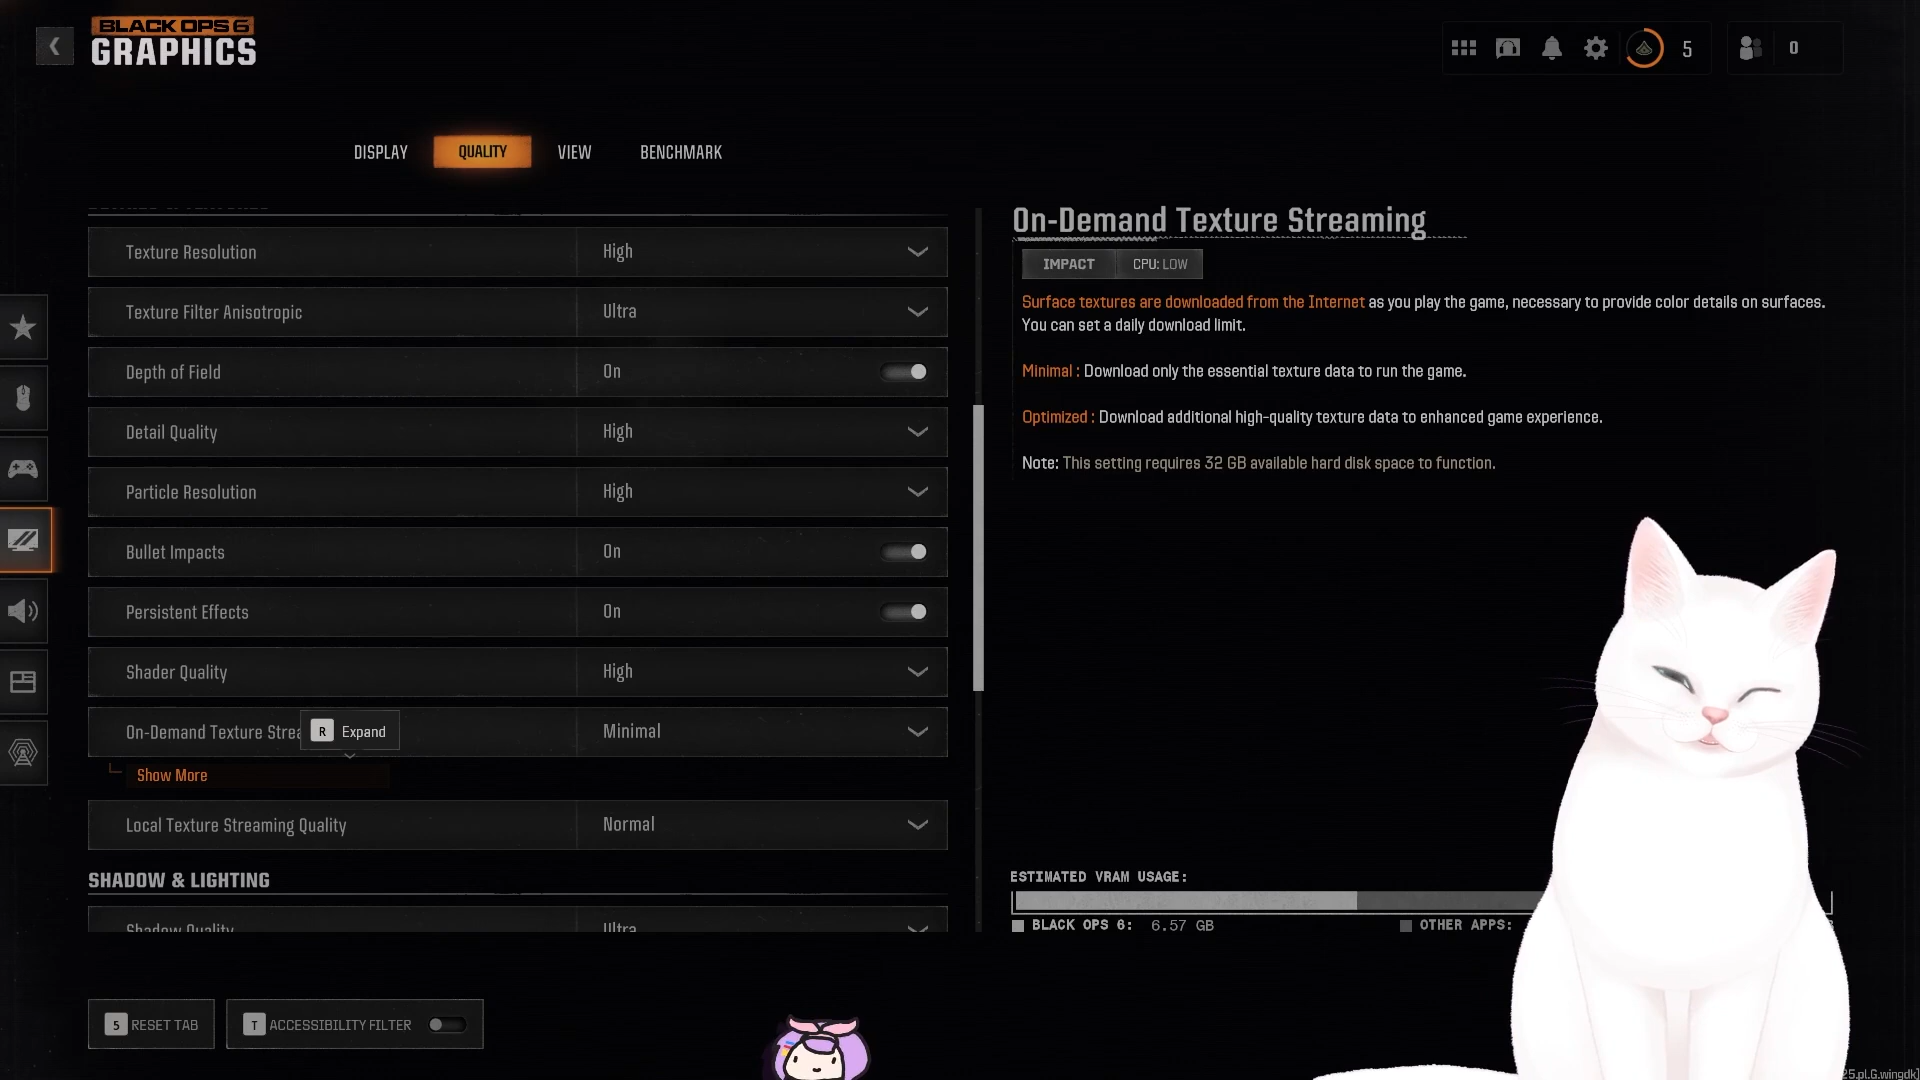 BLACK OPS 6
GRAPHICS
5
0
DISPLAY
QUALITY
VIEW
BENCHMARK
Texture Resolution
High
Texture Filter Anisotropic
Ultra
Depth of Field
On
Detail Quality
High
Particle Resolution
High
Bullet Impacts
On
Persistent Effects
On
Shader Quality
High
On-Demand Texture Strea
R Expand
Minimal
Show More
Local Texture Streaming Quality
Normal
SHADOW & LIGHTING
Shadow Quality
Ultra
5 RESET TAB
T ACCESSIBILITY FILTER
On-Demand Texture Streaming
IMPACT
CPU: LOW
Surface textures are downloaded from the Internet as you play the game, necessary to provide color details on surfaces.
You can set a daily download limit.
Minimal : Download only the essential texture data to run the game.
Optimized : Download additional high-quality texture data to enhanced game experience.
Note: This setting requires 32 GB available hard disk space to function.
ESTIMATED VRAM USAGE:
BLACK OPS 6: 6.57 GB
OTHER APPS:
25.pl.G.wingdk]